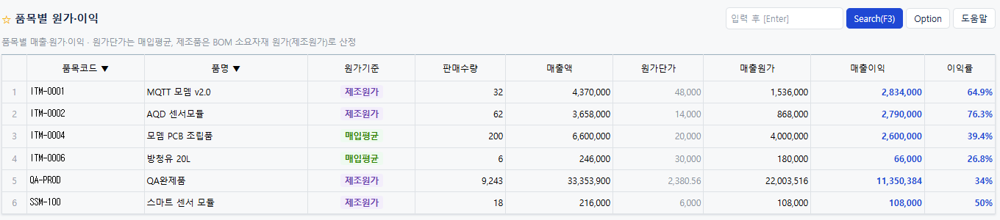 ☆ 품목별 원가·이익 입력 후 [Enter] Search(F3) Option 도움말
품목별 매출·원가·이익 · 원가단가는 매입평균, 제조품은 BOM 소요자재 원가(제조원가)로 산정
품목코드 ▼ 품명 ▼ 원가기준 판매수량 매출액 원가단가 매출원가 매출이익 이익률
1 ITM-0001 MQTT 모뎀 v2.0 제조원가 32 4,370,000 48,000 1,536,000 2,834,000 64.9%
2 ITM-0002 AQD 센서모듈 제조원가 62 3,658,000 14,000 868,000 2,790,000 76.3%
3 ITM-0004 모뎀 PCB 조립품 매입평균 200 6,600,000 20,000 4,000,000 2,600,000 39.4%
4 ITM-0006 방청유 20L 매입평균 6 246,000 30,000 180,000 66,000 26.8%
5 QA-PROD QA완제품 제조원가 9,243 33,353,900 2,380.56 22,003,516 11,350,384 34%
6 SSM-100 스마트 센서 모듈 제조원가 18 216,000 6,000 108,000 108,000 50%